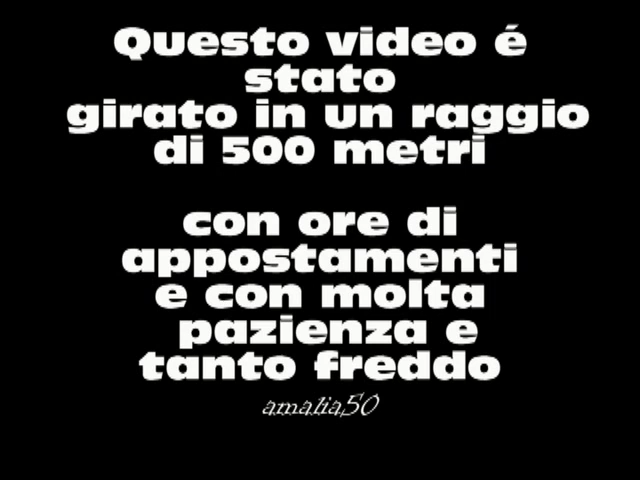 Questo video é
stato
girato in un raggio
di 500 metri
con ore di
appostamenti
e con molta
pazienza e
tanto freddo
amalia50